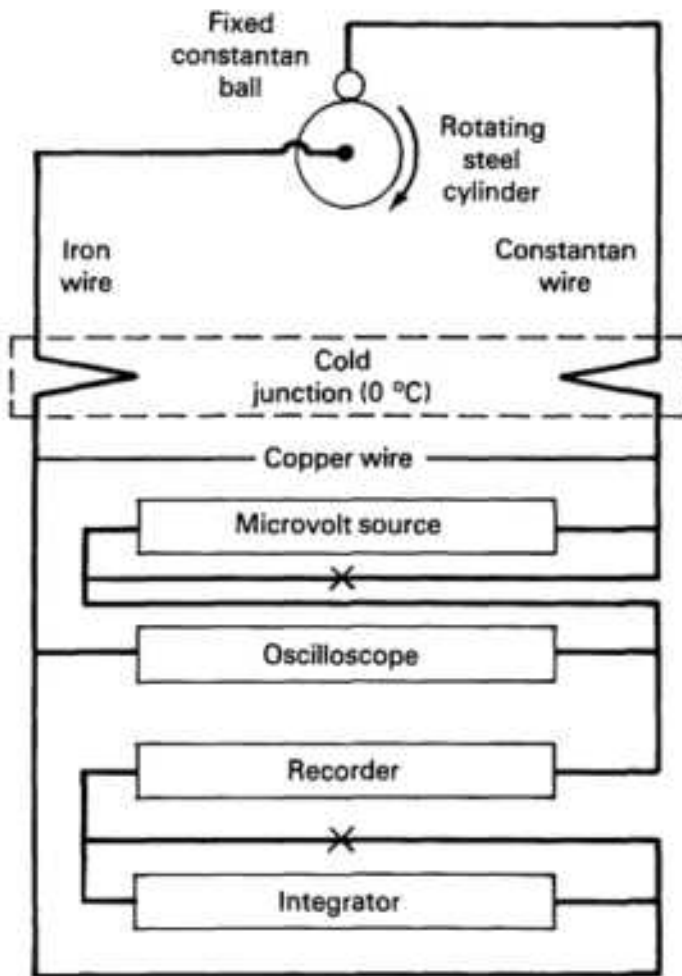 Fixed
constantan
ball
Rotating
steel
cylinder
Iron
wire
Constantan
wire
Cold
junction (0 ºC)
Copper wire
Microvolt source
Oscilloscope
Recorder
Integrator